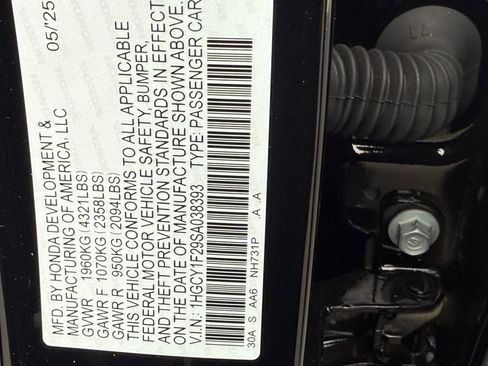 MFD. BY HONDA DEVELOPMENT & 05/'25
MANUFACTURING OF AMERICA, LLC
GVWR 1960KG(4321LBS)
GAWR F 1070KG(2358LBS)
GAWR R 950KG(2094LBS)
THIS VEHICLE CONFORMS TO ALL APPLICABLE
FEDERAL MOTOR VEHICLE SAFETY, BUMPER,
AND THEFT PREVENTION STANDARDS IN EFFECT
ON THE DATE OF MANUFACTURE SHOWN ABOVE.
V.I.N.: 1HGCY1F29SA038393 TYPE: PASSENGER CAR
30A S AA6 NH731P .A .A